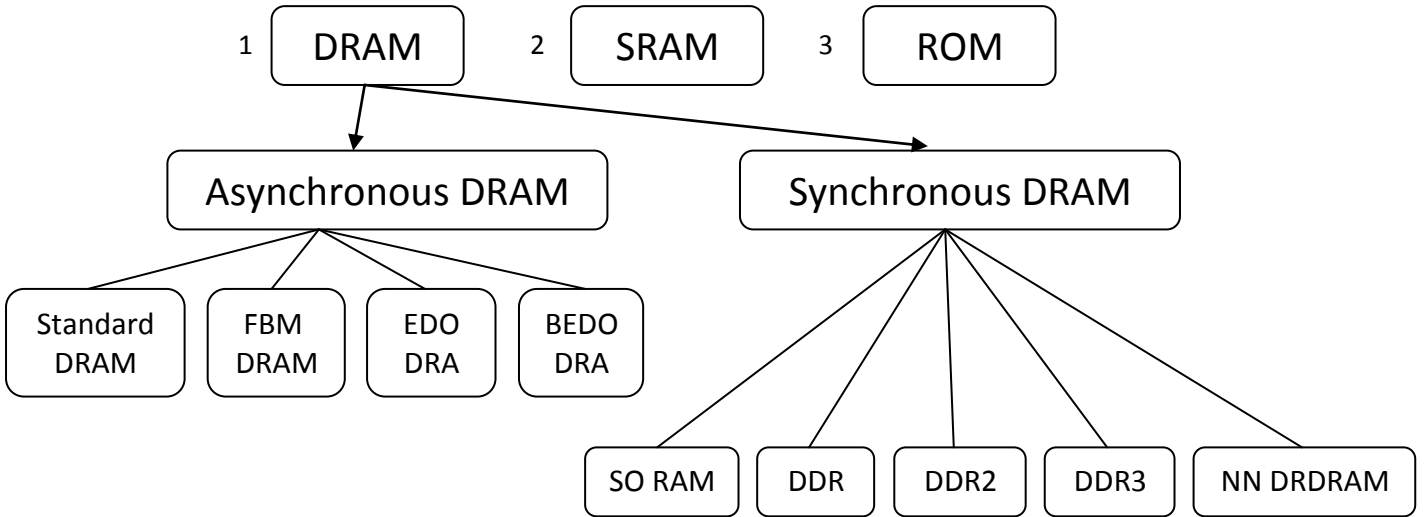 1 DRAM 2 SRAM 3 ROM
Asynchronous DRAM Synchronous DRAM
Standard
DRAM
FBM
DRAM
EDO
DRA
BEDO
DRA
SO RAM DDR DDR2 DDR3 NN DRDRAM